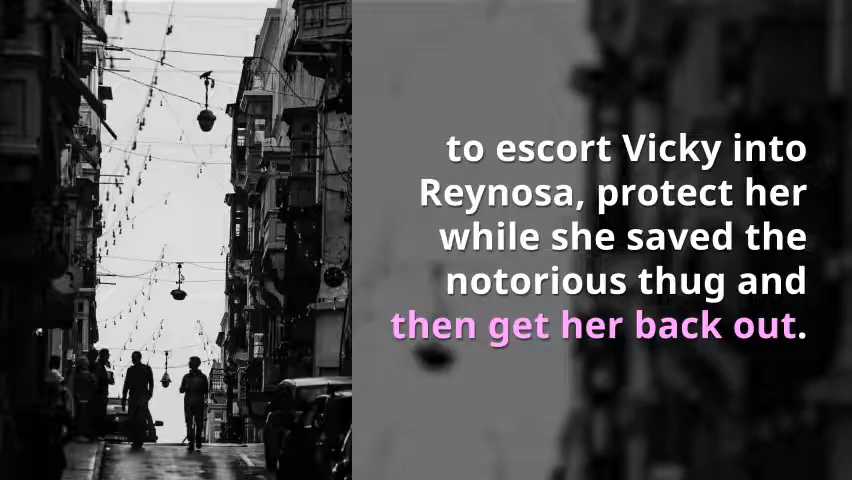 to escort Vicky into
Reynosa, protect her
while she saved the
notorious thug and
then get her back out.